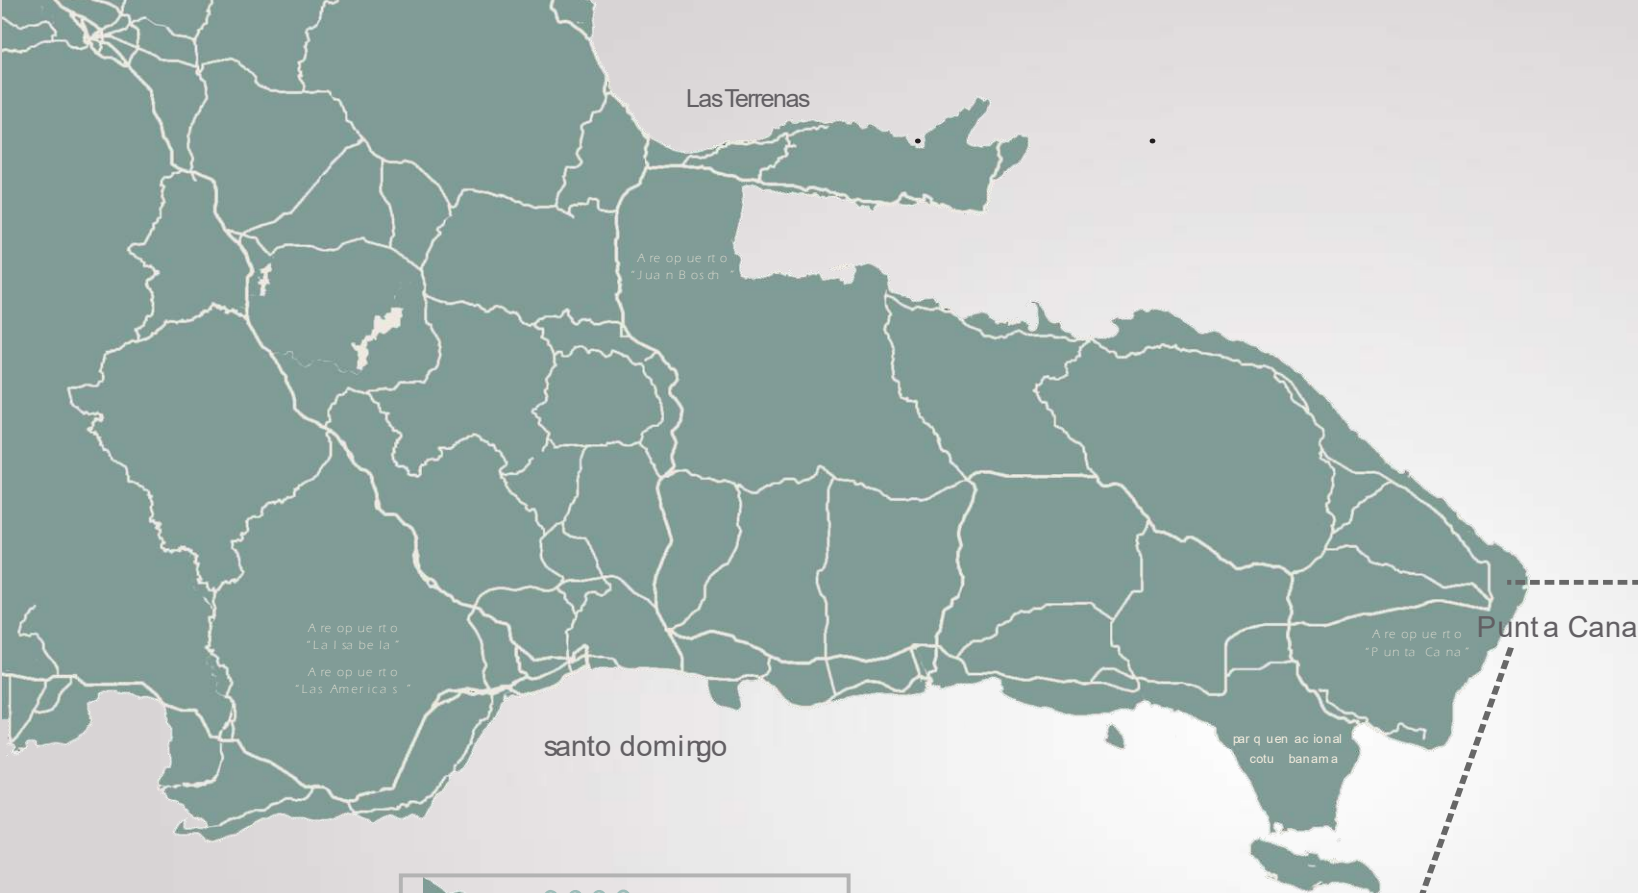 Las Terrenas
Areopuerto
"Juan Bosch"
Areopuerto
"La Isabela"
Areopuerto
"Las Americas"
Punta Cana
Areopuerto
"Punta Cana"
santo domingo
parquenacional
cotubanama